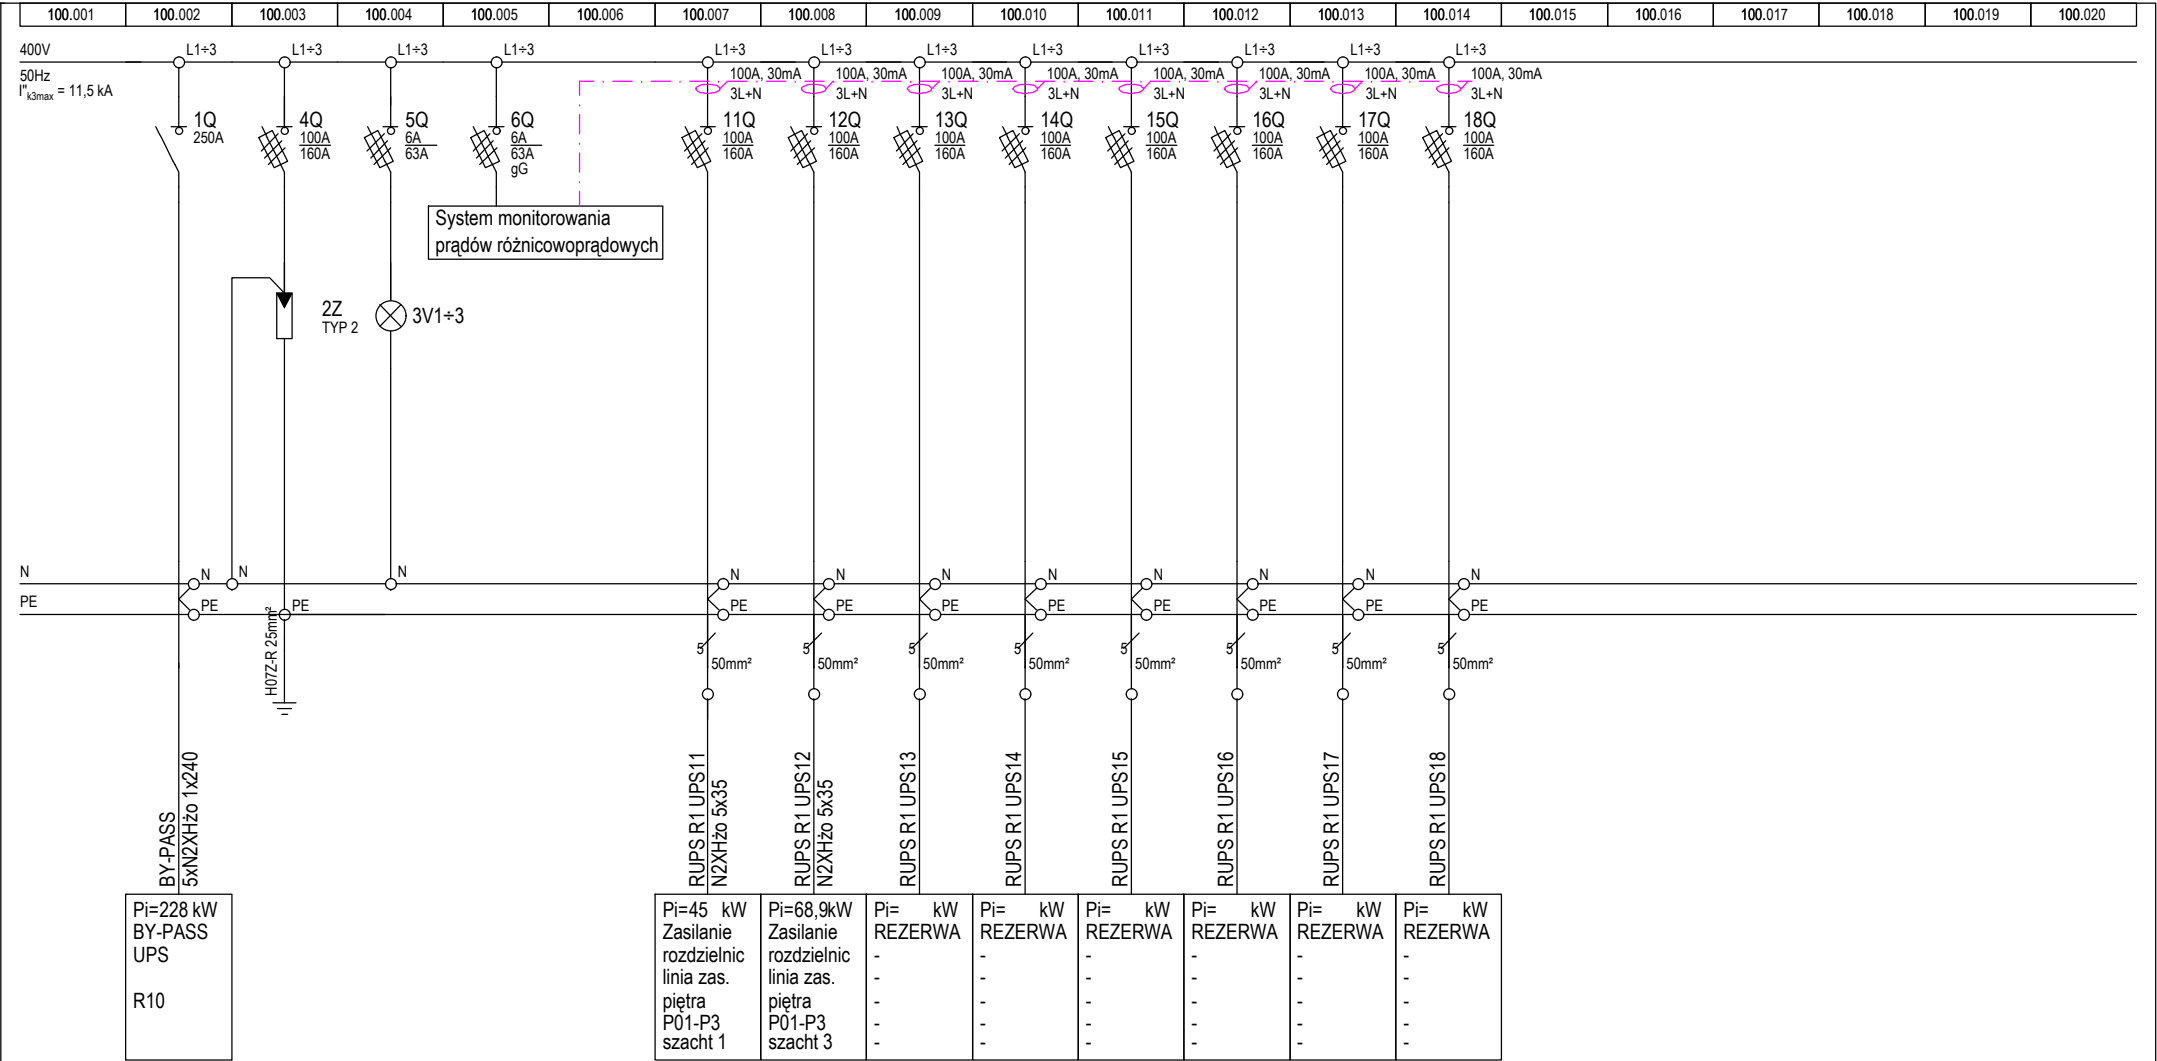 100.001 100.002 100.003 100.004 100.005 100.006 100.007 100.008 100.009 100.010 100.011 100.012 100.013 100.014 100.015 100.016 100.017 100.018 100.019 100.020
400V L1÷3 L1÷3 L1÷3 L1÷3 L1÷3 L1÷3 L1÷3 L1÷3 L1÷3 L1÷3 L1÷3 L1÷3
50Hz 100A, 30mA 100A, 30mA 100A, 30mA 100A, 30mA 100A, 30mA 100A, 30mA 100A, 30mA 100A, 30mA
I"k3max = 11,5 kA 3L+N 3L+N 3L+N 3L+N 3L+N 3L+N 3L+N 3L+N
1Q 4Q 5Q 6Q 11Q 12Q 13Q 14Q 15Q 16Q 17Q 18Q
250A 100A 6A 6A 100A 100A 100A 100A 100A 100A 100A 100A
160A 63A 63A 160A 160A 160A 160A 160A 160A 160A 160A
gG
System monitorowania
prądów różnicowoprądowych
2Z 3V1÷3
TYP 2
N N N N N N N N N N N N
PE PE PE PE PE PE PE PE PE PE PE
H07Z-R 25mm²
5 5 5 5 5 5 5 5
50mm² 50mm² 50mm² 50mm² 50mm² 50mm² 50mm² 50mm²
BY-PASS
5xN2XHżo 1x240
RUPS R1 UPS11
N2XHżo 5x35
RUPS R1 UPS12
N2XHżo 5x35
RUPS R1 UPS13
RUPS R1 UPS14
RUPS R1 UPS15
RUPS R1 UPS16
RUPS R1 UPS17
RUPS R1 UPS18
Pi=228 kW
BY-PASS
UPS
R10
Pi=45 kW
Zasilanie
rozdzielnic
linia zas.
piętra
P01-P3
szacht 1
Pi=68,9kW
Zasilanie
rozdzielnic
linia zas.
piętra
P01-P3
szacht 3
Pi= kW
REZERWA
-
-
-
-
-
Pi= kW
REZERWA
-
-
-
-
-
Pi= kW
REZERWA
-
-
-
-
-
Pi= kW
REZERWA
-
-
-
-
-
Pi= kW
REZERWA
-
-
-
-
-
Pi= kW
REZERWA
-
-
-
-
-